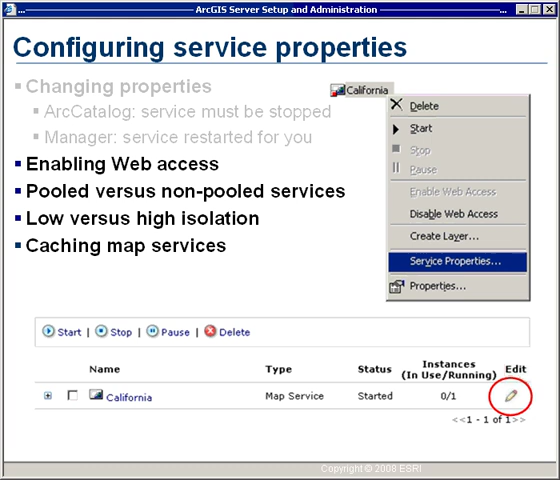 ArcGIS Server Setup and Administration
Configuring service properties
Changing properties
ArcCatalog: service must be stopped
Manager: service restarted for you
Enabling Web access
Pooled versus non-pooled services
Low versus high isolation
Caching map services
California
Delete
Start
Stop
Pause
Enable Web Access
Disable Web Access
Create Layer...
Service Properties...
Properties...
Start | Stop | Pause | Delete
Name Type Status Instances (In Use/Running) Edit
California Map Service Started 0/1
<<1 - 1 of 1>>
Copyright © 2008 ESRI